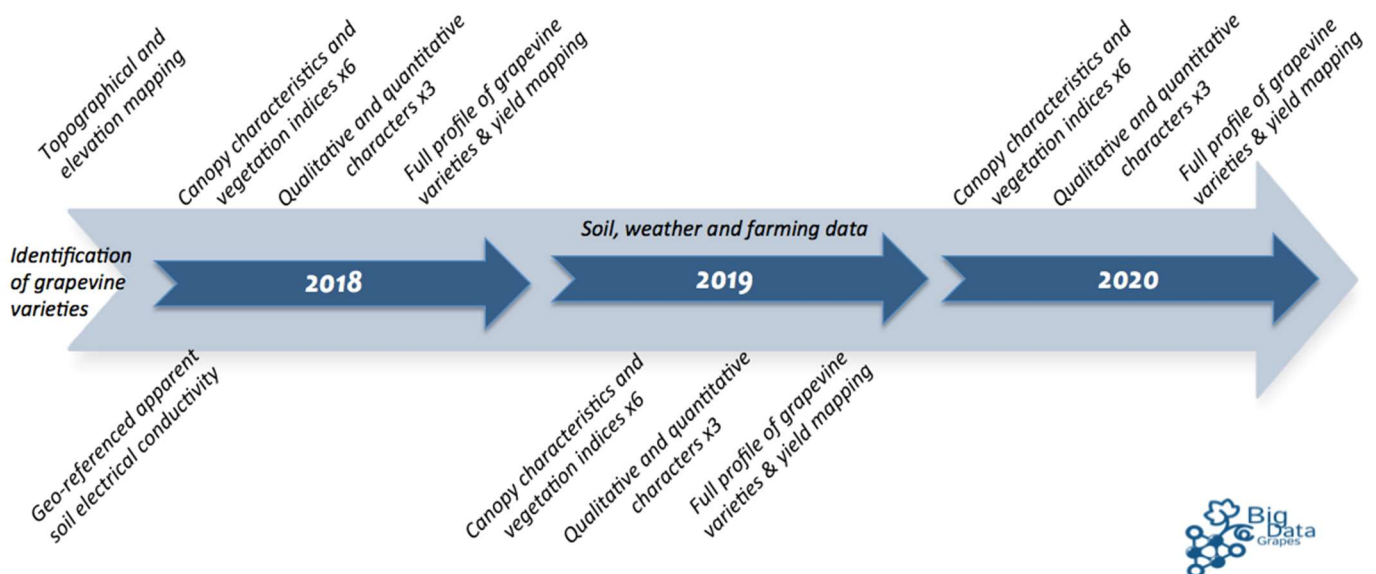 Topographical and
elevation mapping
Canopy characteristics and
vegetation indices x6
Qualitative and quantitative
characters x3
Full profile of grapevine
varieties & yield mapping
Canopy characteristics and
vegetation indices x6
Qualitative and quantitative
characters x3
Full profile of grapevine
varieties & yield mapping
Soil, weather and farming data
Identification
of grapevine
varieties
2018
2019
2020
Geo-referenced apparent
soil electrical conductivity
Canopy characteristics and
vegetation indices x6
Qualitative and quantitative
characters x3
Full profile of grapevine
varieties & yield mapping
Big
Data
Grapes